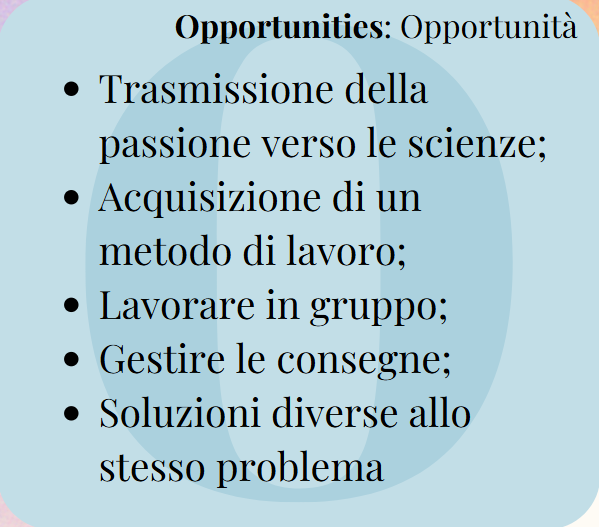 Opportunities: Opportunità
• Trasmissione della
passione verso le scienze;
• Acquisizione di un
metodo di lavoro;
• Lavorare in gruppo;
• Gestire le consegne;
• Soluzioni diverse allo
stesso problema
O